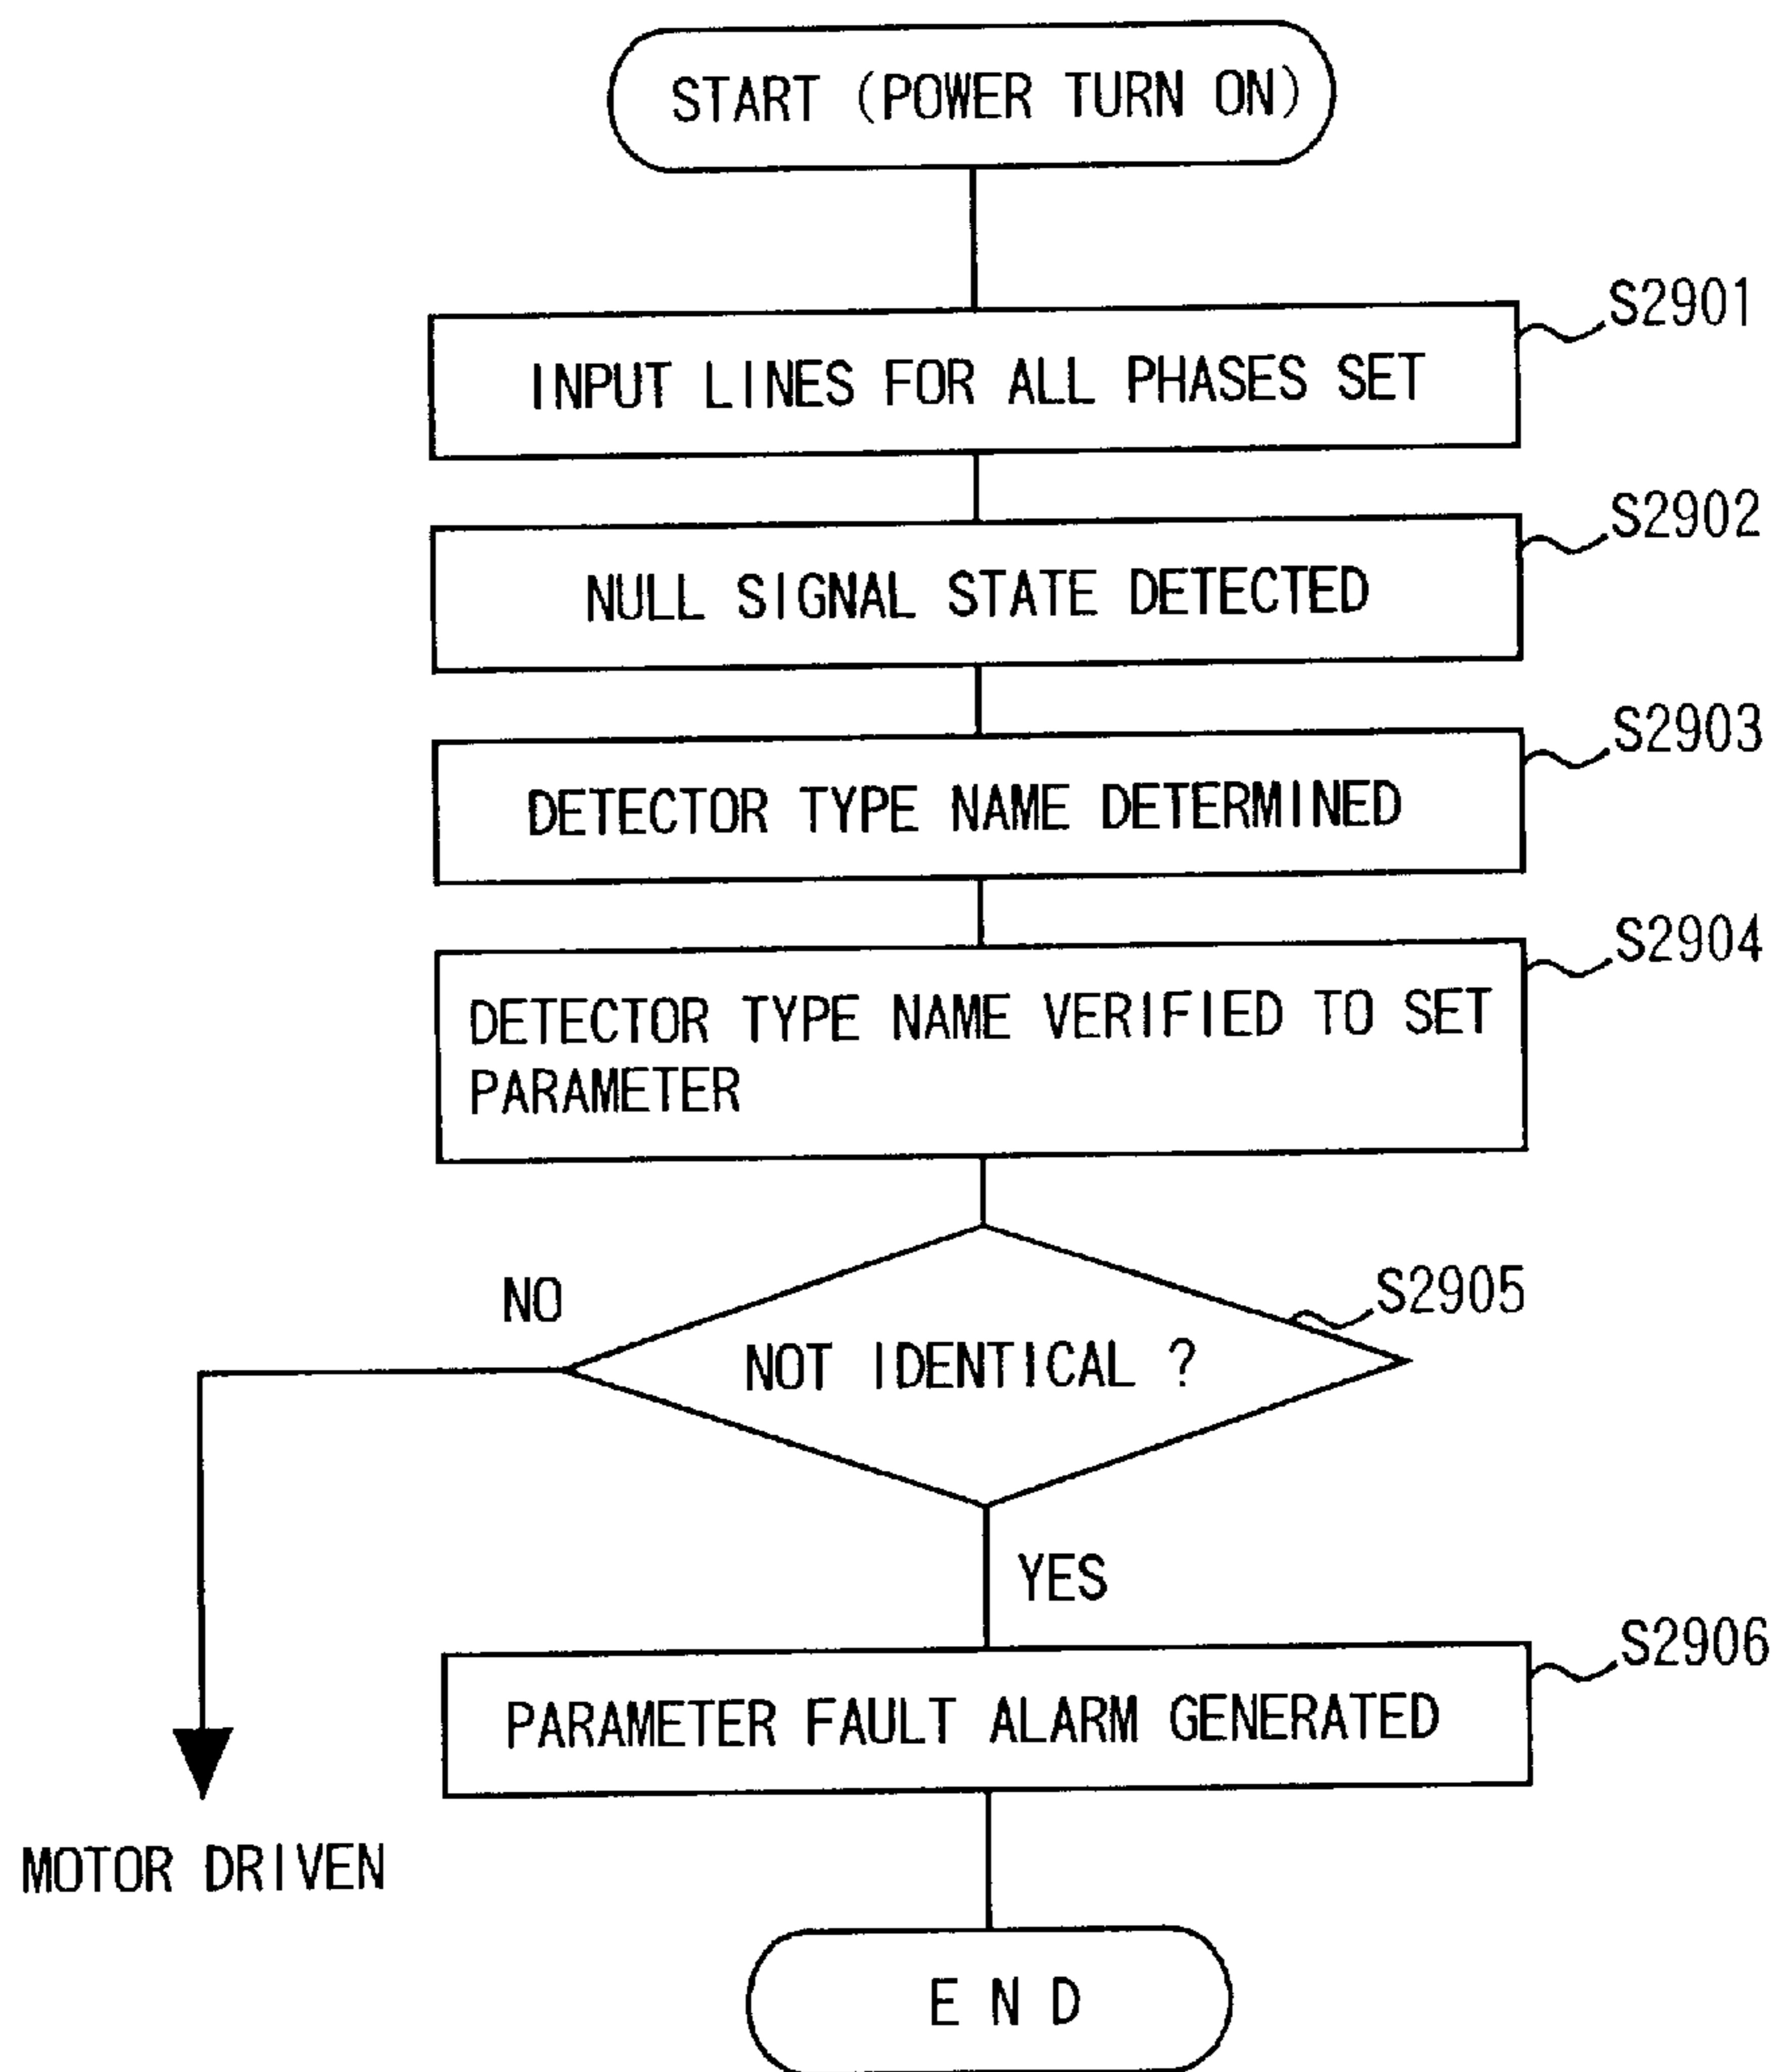 START (POWER TURN ON)
S2901
INPUT LINES FOR ALL PHASES SET
S2902
NULL SIGNAL STATE DETECTED
S2903
DETECTOR TYPE NAME DETERMINED
S2904
DETECTOR TYPE NAME VERIFIED TO SET
PARAMETER
NO
S2905
NOT IDENTICAL ?
YES
S2906
PARAMETER FAULT ALARM GENERATED
MOTOR DRIVEN
END